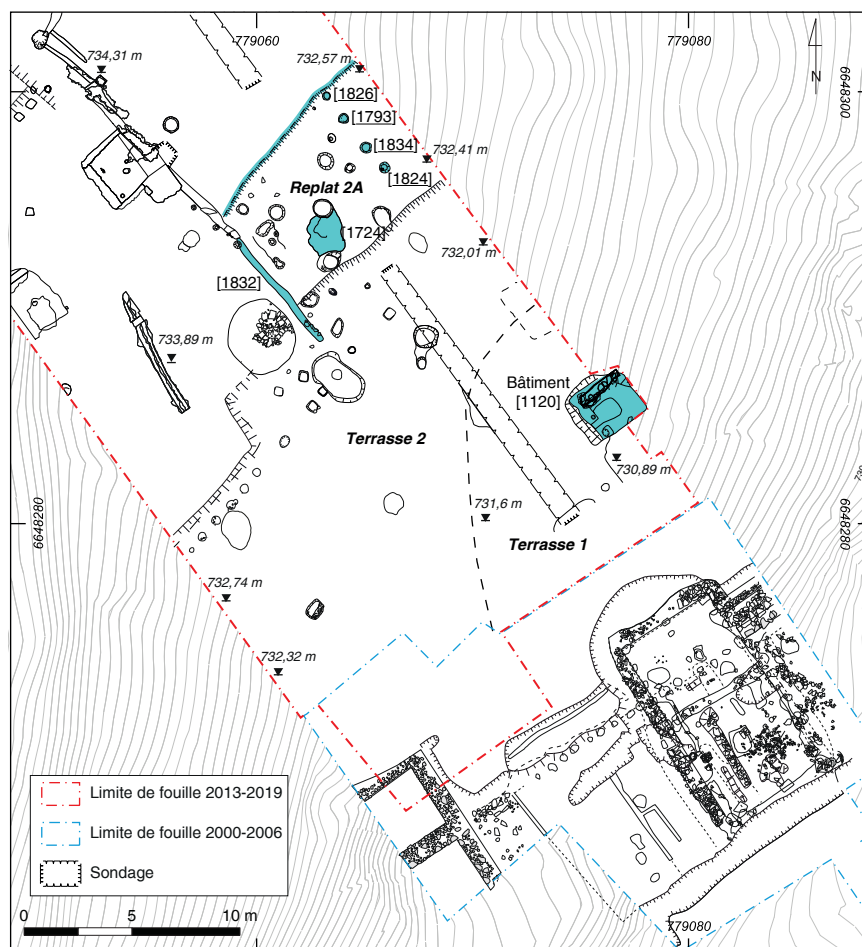 779060
779080
734,31 m
732,57 m
N
6648300
[1826]
[1793]
[1834]
732,41 m
[1824]
Replat 2A
[1724]
732,01 m
[1832]
733,89 m
Bâtiment
[1120]
Terrasse 2
730,89 m
731,6 m
6648280
6648280
Terrasse 1
732,74 m
732,32 m
Limite de fouille 2013-2019
Limite de fouille 2000-2006
Sondage
0 5 10 m
779080